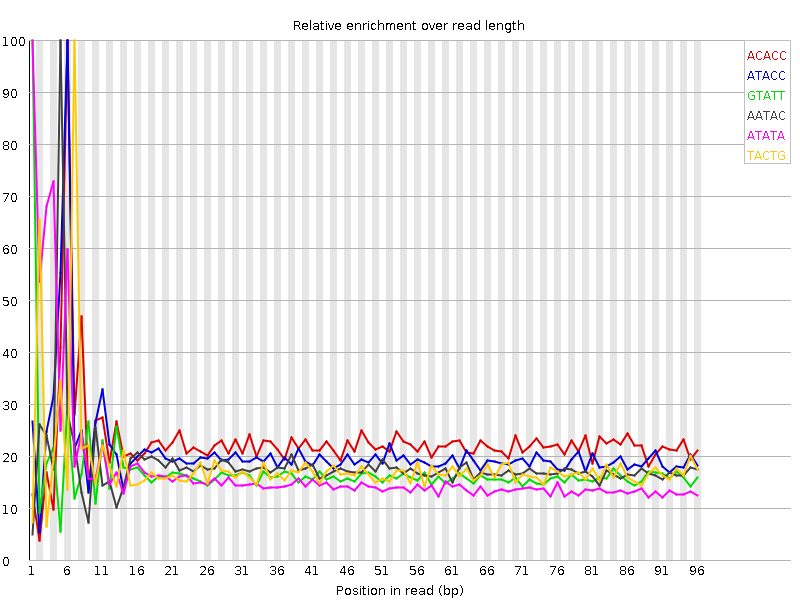 Relative enrichment over read length
100
90
80
70
60
50
40
30
20
10
0
ACACC
ATACC
GTATT
AATAC
ATATA
TACTG
1 6 11 16 21 26 31 36 41 46 51 56 61 66 71 76 81 86 91 96
Position in read (bp)